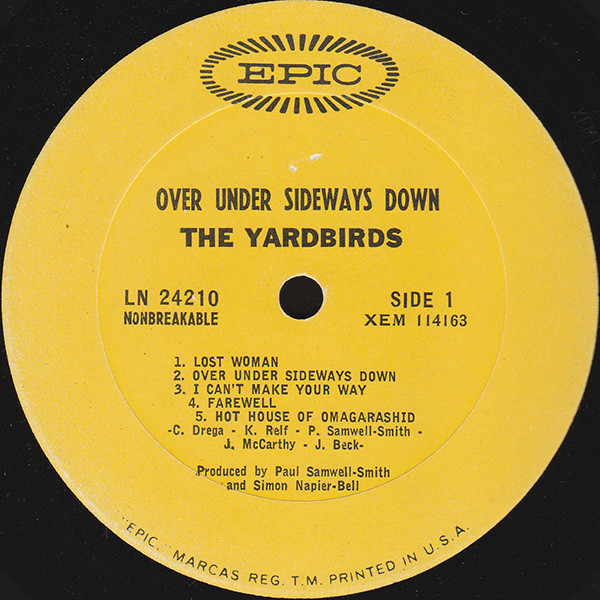 EPIC
OVER UNDER SIDEWAYS DOWN
THE YARDBIRDS
LN 24210
NONBREAKABLE
SIDE 1
XEM 114163
1. LOST WOMAN
2. OVER UNDER SIDEWAYS DOWN
3. I CAN'T MAKE YOUR WAY
4. FAREWELL
5. HOT HOUSE OF OMAGARASHID
-C. Drega - K. Relf - P. Samwell-Smith -
J. McCarthy - J. Beck-
Produced by Paul Samwell-Smith
and Simon Napier-Bell
"EPIC," MARCAS REG. T.M. PRINTED IN U.S.A.